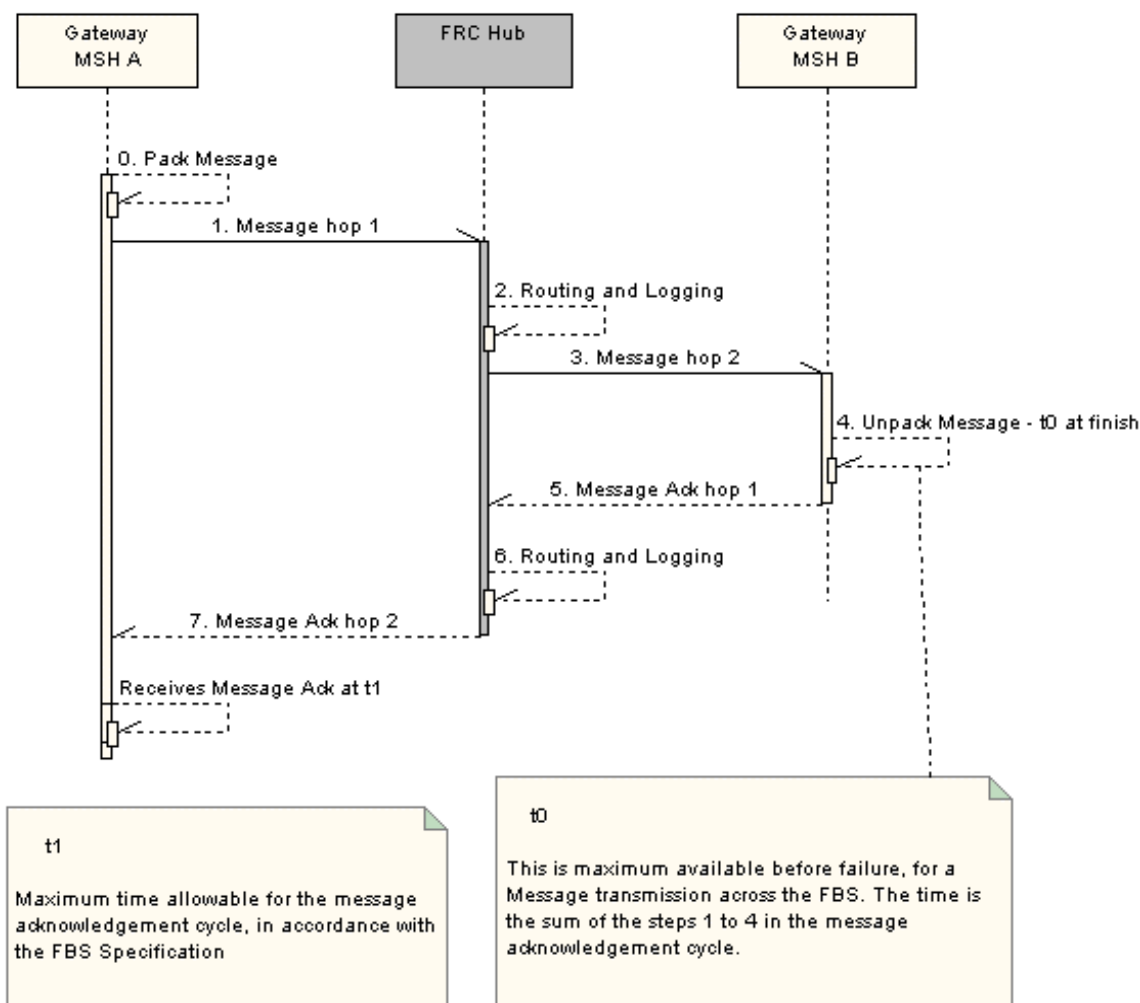 Gateway
MSH A
FRC Hub
Gateway
MSH B
0. Pack Message
1. Message hop 1
2. Routing and Logging
3. Message hop 2
4. Unpack Message - t0 at finish
5. Message Ack hop 1
6. Routing and Logging
7. Message Ack hop 2
Receives Message Ack at t1
t1
Maximum time allowable for the message
acknowledgement cycle, in accordance with
the FBS Specification
t0
This is maximum available before failure, for a
Message transmission across the FBS. The time is
the sum of the steps 1 to 4 in the message
acknowledgement cycle.